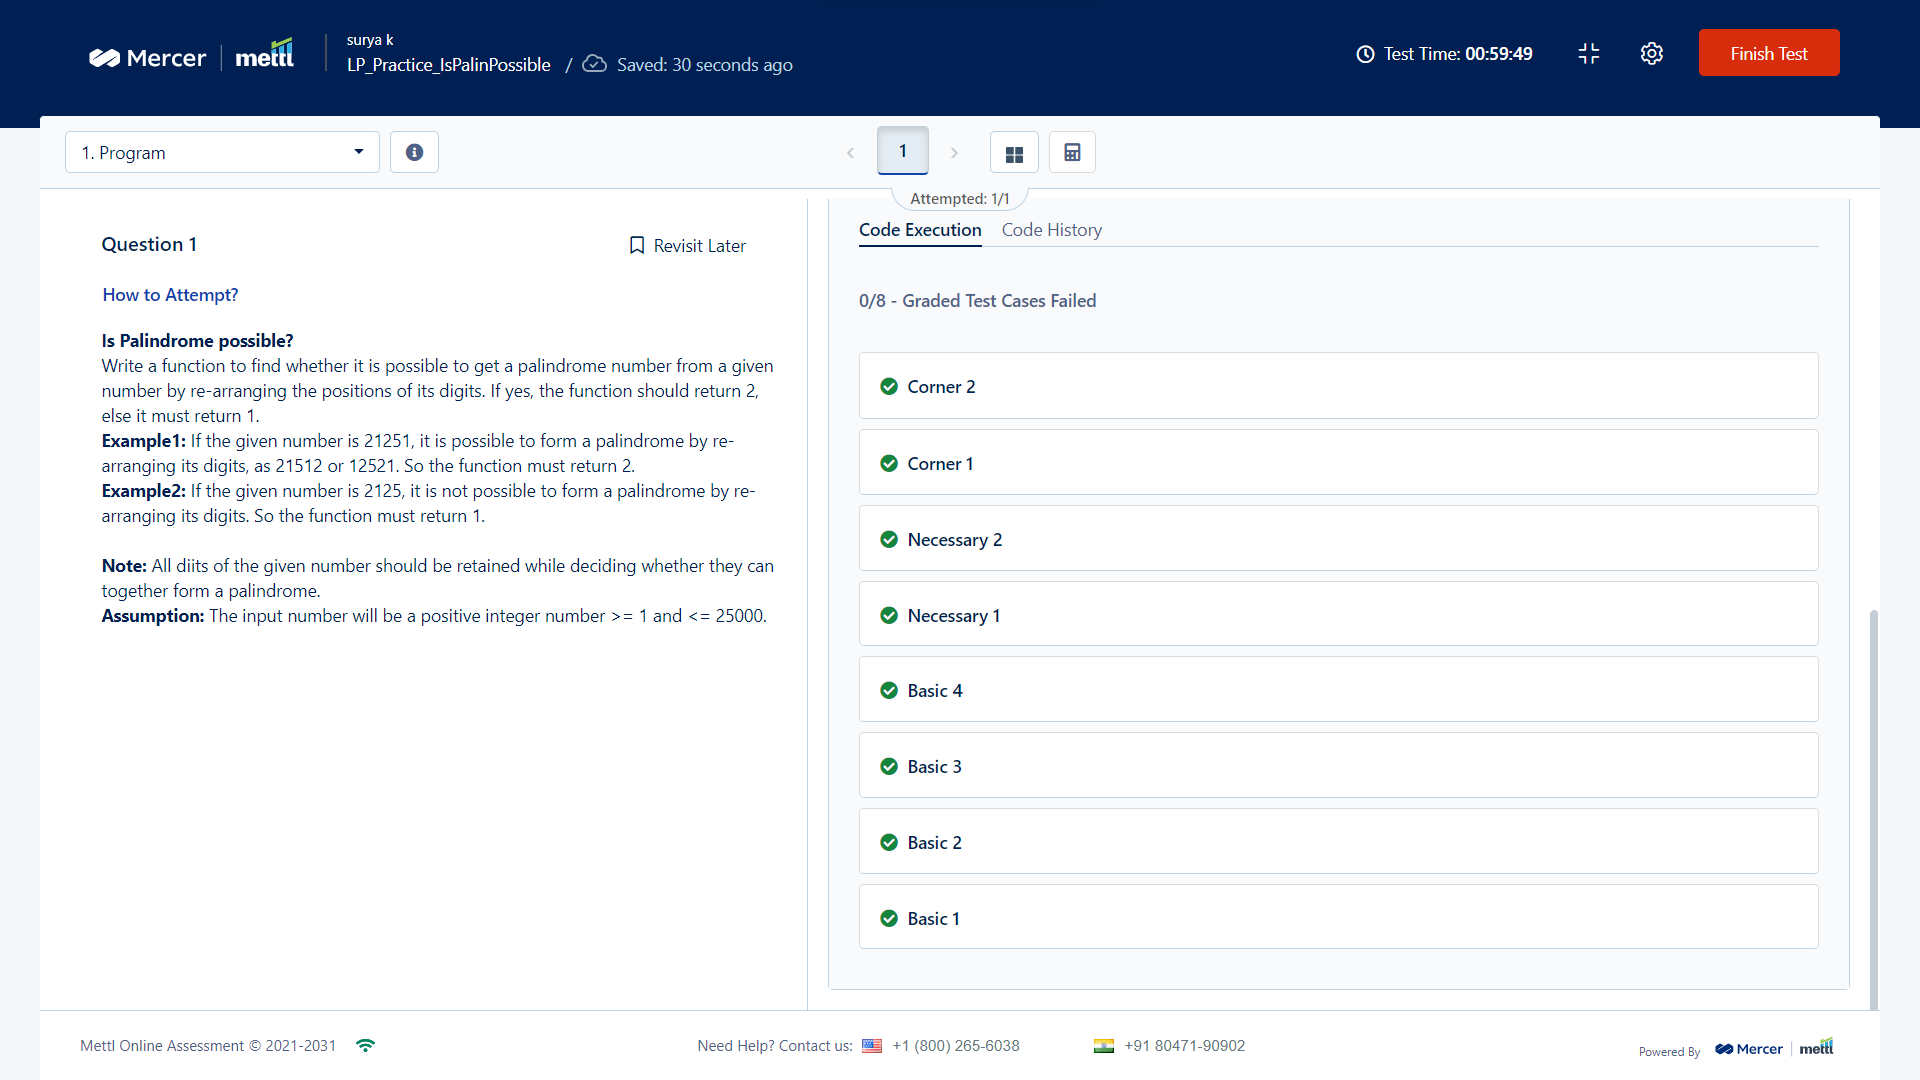 Mercer
mettl
surya k
LP_Practice_IsPalinPossible / Saved: 30 seconds ago
Test Time: 00:59:49
Finish Test
1. Program
1
Attempted: 1/1
Question 1
Revisit Later
How to Attempt?
Is Palindrome possible?
Write a function to find whether it is possible to get a palindrome number from a given
number by re-arranging the positions of its digits. If yes, the function should return 2,
else it must return 1.
Example1: If the given number is 21251, it is possible to form a palindrome by re-
arranging its digits, as 21512 or 12521. So the function must return 2.
Example2: If the given number is 2125, it is not possible to form a palindrome by re-
arranging its digits. So the function must return 1.
Note: All diits of the given number should be retained while deciding whether they can
together form a palindrome.
Assumption: The input number will be a positive integer number >= 1 and <= 25000.
Code Execution
Code History
0/8 - Graded Test Cases Failed
Corner 2
Corner 1
Necessary 2
Necessary 1
Basic 4
Basic 3
Basic 2
Basic 1
Mettl Online Assessment © 2021-2031
Need Help? Contact us: +1 (800) 265-6038
+91 80471-90902
Powered By Mercer mettl